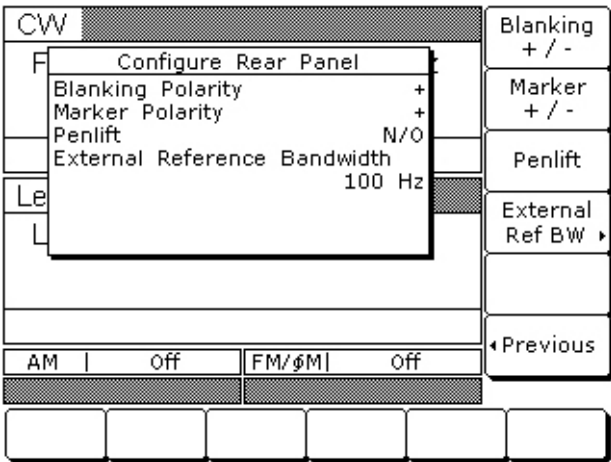 CW
F
z
Configure Rear Panel
Blanking Polarity +
Marker Polarity +
Penlift N/O
External Reference Bandwidth
100 Hz
Le
L
AM | Off
FM/ϕM| Off
Blanking
+ / -
Marker
+ / -
Penlift
External
Ref BW ▸
◂Previous